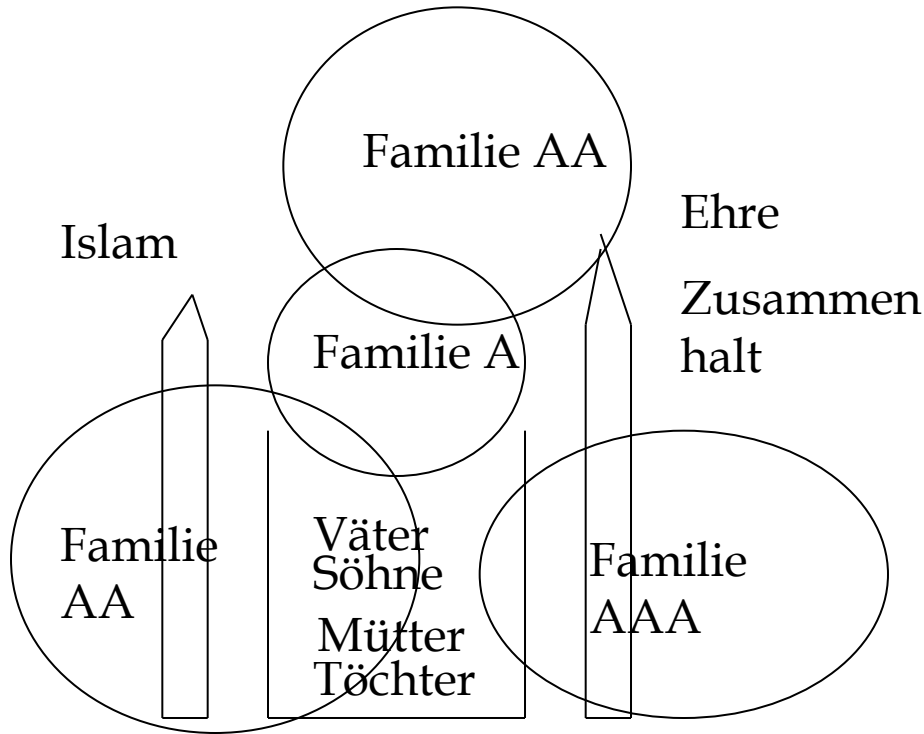 Familie AA
Islam
Ehre
Zusammen
halt
Familie A
Familie
AA
Väter
Söhne
Mütter
Töchter
Familie
AAA